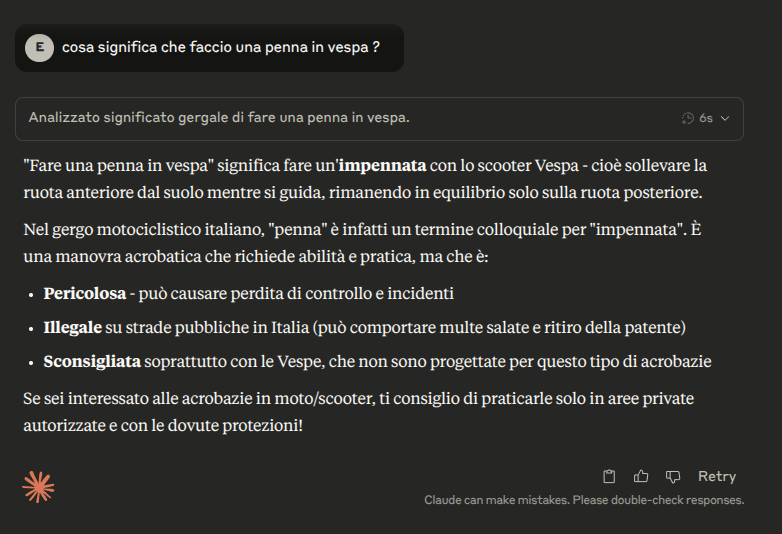 E
cosa significa che faccio una penna in vespa ?
Analizzato significato gergale di fare una penna in vespa.
6s
"Fare una penna in vespa" significa fare un'impennata con lo scooter Vespa - cioè sollevare la
ruota anteriore dal suolo mentre si guida, rimanendo in equilibrio solo sulla ruota posteriore.
Nel gergo motociclistico italiano, "penna" è infatti un termine colloquiale per "impennata". È
una manovra acrobatica che richiede abilità e pratica, ma che è:
• Pericolosa - può causare perdita di controllo e incidenti
• Illegale su strade pubbliche in Italia (può comportare multe salate e ritiro della patente)
• Sconsigliata soprattutto con le Vespe, che non sono progettate per questo tipo di acrobazie
Se sei interessato alle acrobazie in moto/scooter, ti consiglio di praticarle solo in aree private
autorizzate e con le dovute protezioni!
Retry
Claude can make mistakes. Please double-check responses.